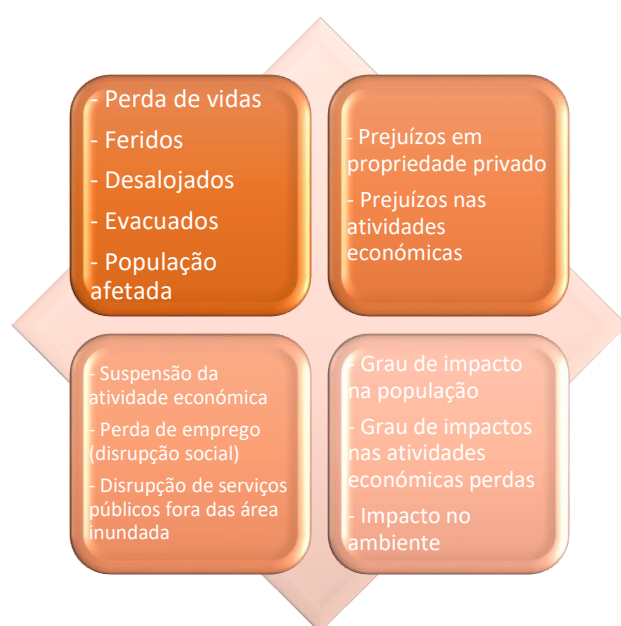 - Perda de vidas
- Feridos
- Desalojados
- Evacuados
- População
afetada
- Prejuízos em
propriedade privado
- Prejuízos nas
atividades
económicas
- Suspensão da
atividade económica
- Perda de emprego
(disrupção social)
- Disrupção de serviços
públicos fora das área
inundada
- Grau de impacto
na população
- Grau de impactos
nas atividades
económicas perdas
- Impacto no
ambiente